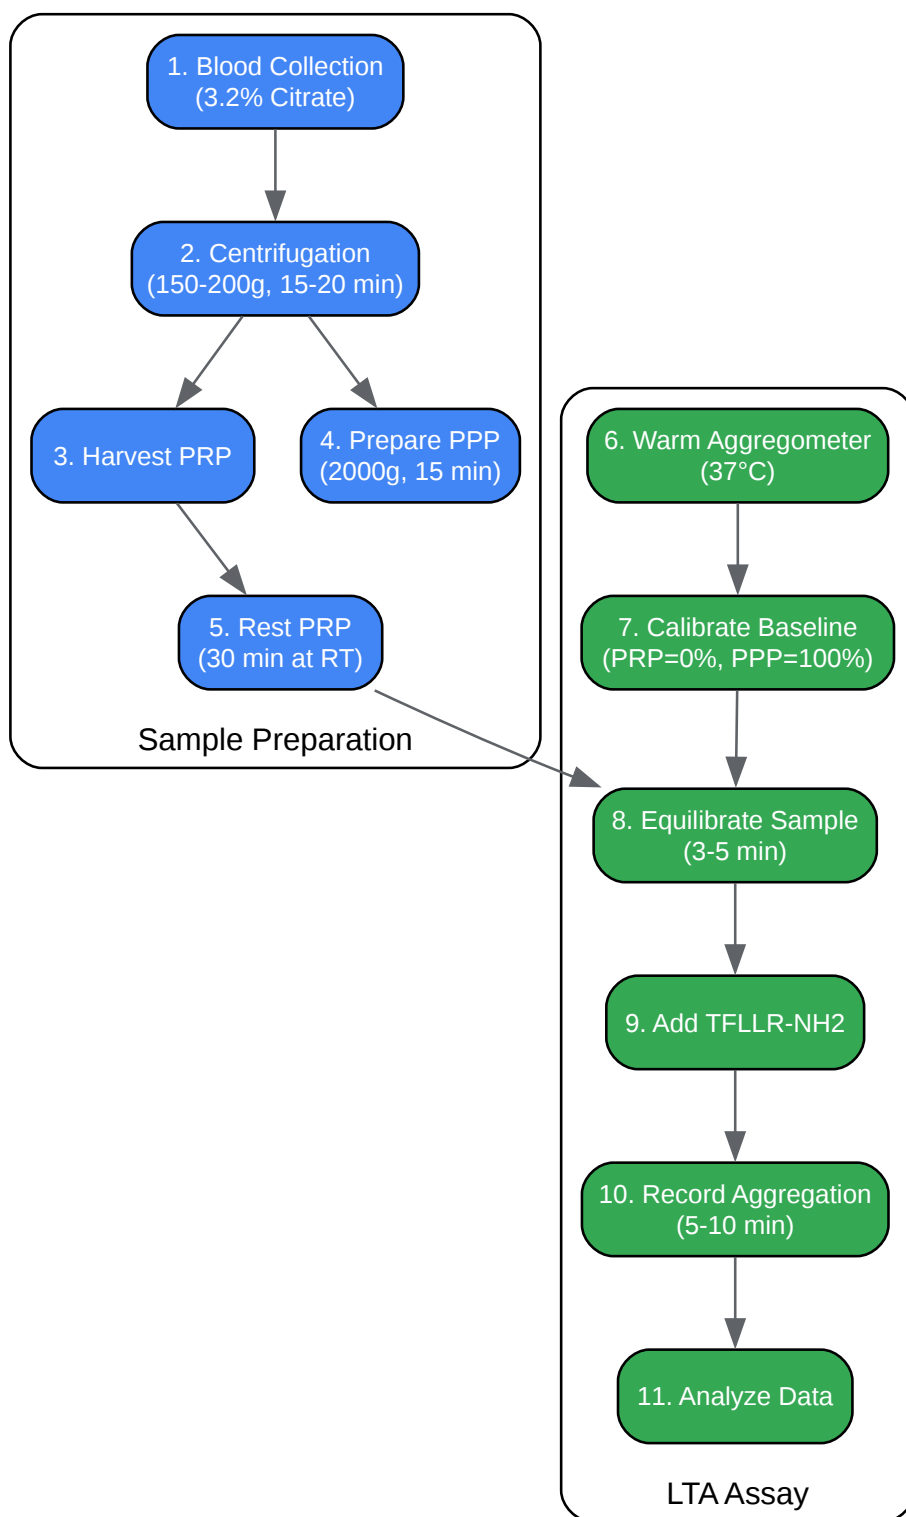 1. Blood Collection
(3.2% Citrate)
2. Centrifugation
(150-200g, 15-20 min)
3. Harvest PRP
4. Prepare PPP
(2000g, 15 min)
5. Rest PRP
(30 min at RT)
Sample Preparation
6. Warm Aggregometer
(37°C)
7. Calibrate Baseline
(PRP=0%, PPP=100%)
8. Equilibrate Sample
(3-5 min)
9. Add TFLLR-NH2
10. Record Aggregation
(5-10 min)
11. Analyze Data
LTA Assay